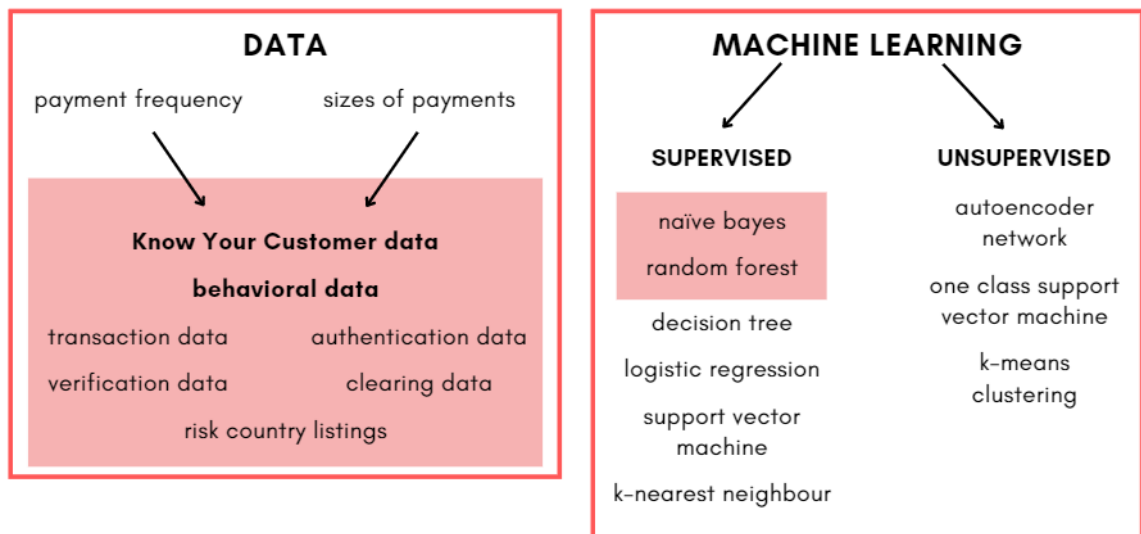 DATA
payment frequency
sizes of payments
Know Your Customer data
behavioral data
transaction data
authentication data
verification data
clearing data
risk country listings
MACHINE LEARNING
SUPERVISED
naïve bayes
random forest
decision tree
logistic regression
support vector
machine
k-nearest neighbour
UNSUPERVISED
autoencoder
network
one class support
vector machine
k-means
clustering